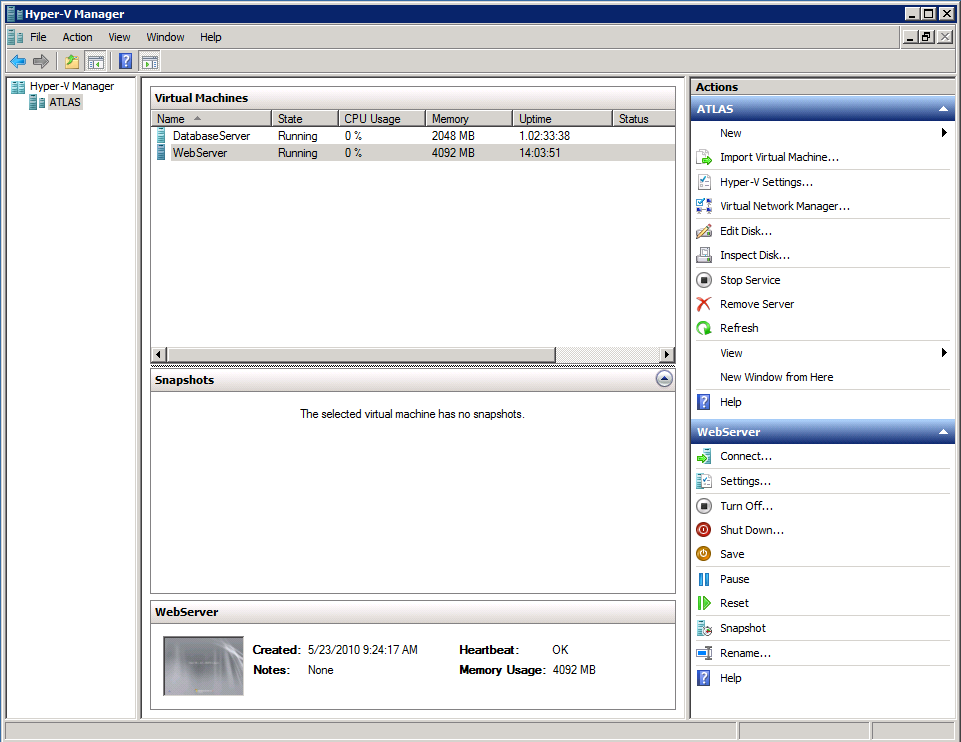 Hyper-V Manager
File Action View Window Help
Hyper-V Manager
ATLAS
Virtual Machines
Name State CPU Usage Memory Uptime Status
DatabaseServer Running 0 % 2048 MB 1.02:33:38
WebServer Running 0 % 4092 MB 14:03:51
Snapshots
The selected virtual machine has no snapshots.
WebServer
Created: 5/23/2010 9:24:17 AM Heartbeat: OK
Notes: None Memory Usage: 4092 MB
Actions
ATLAS
New
Import Virtual Machine...
Hyper-V Settings...
Virtual Network Manager...
Edit Disk...
Inspect Disk...
Stop Service
Remove Server
Refresh
View
New Window from Here
Help
WebServer
Connect...
Settings...
Turn Off...
Shut Down...
Save
Pause
Reset
Snapshot
Rename...
Help